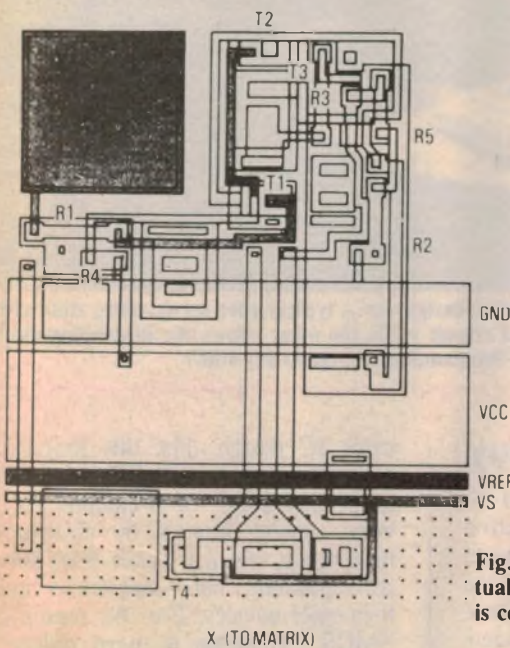 T2
T3
R3
R5
T1
R1
R2
R4
GND
VCC
VREF
VS
T4
Fig.
tual
is co
X (TO MATRIX)